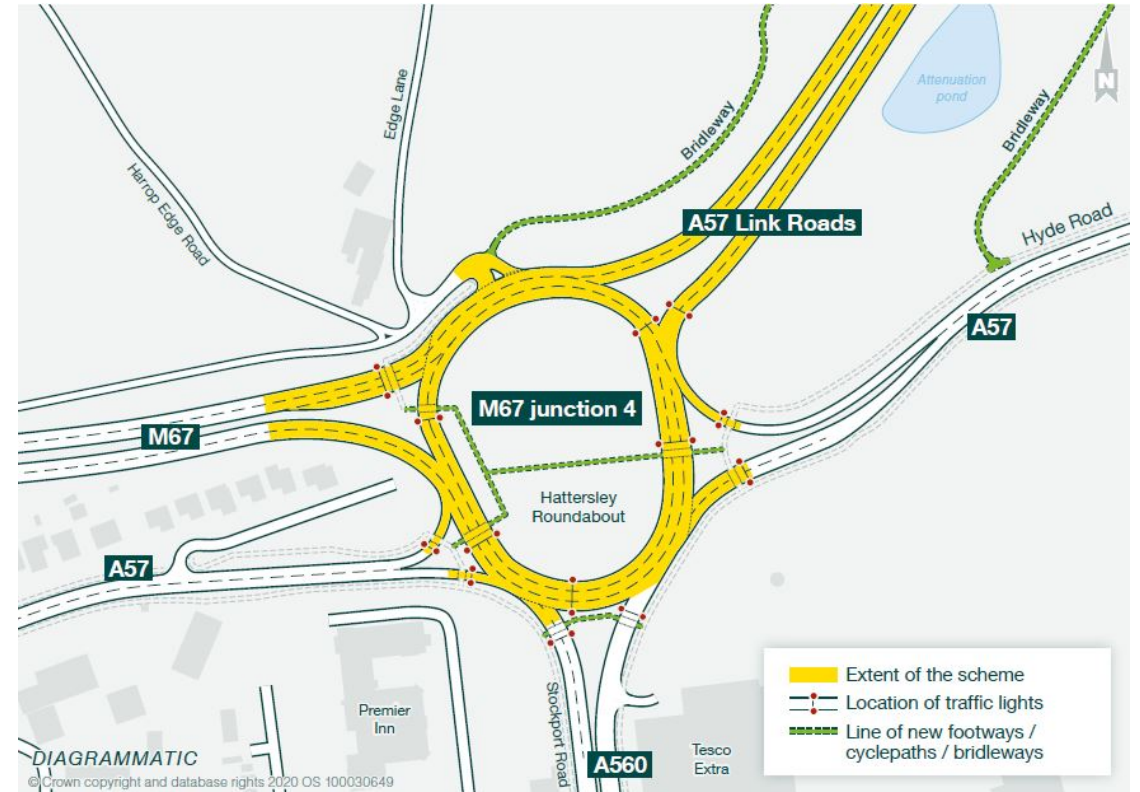 Edge Lane
Harrop Edge Road
Bridleway
Attenuation
pond
Bridleway
N
A57 Link Roads
Hyde Road
A57
M67 junction 4
M67
Hattersley
Roundabout
A57
Stockport Road
Premier
Inn
A560
Tesco
Extra
Extent of the scheme
Location of traffic lights
Line of new footways /
cyclepaths / bridleways
DIAGRAMMATIC
© Crown copyright and database rights 2020 OS 100030649